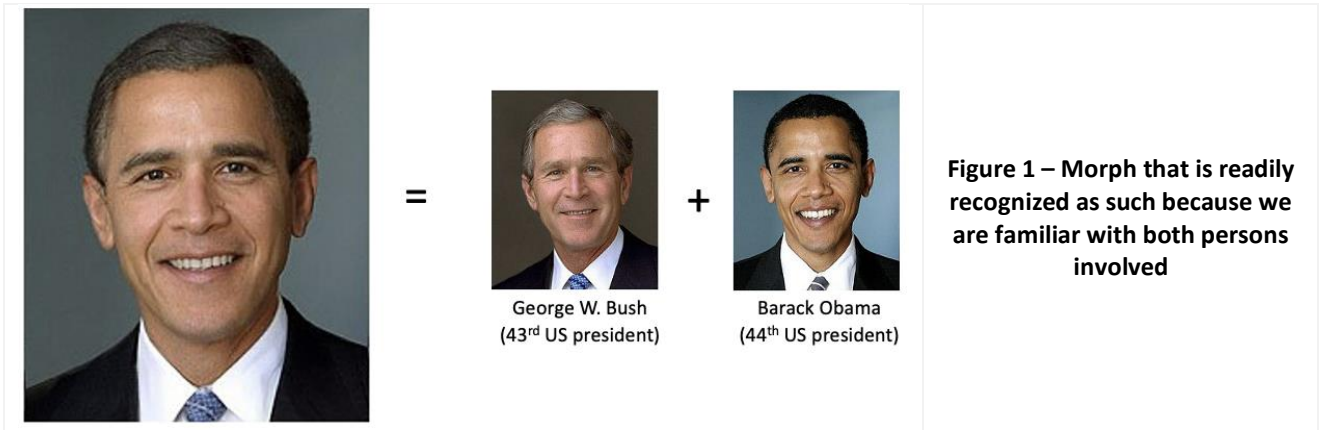 =
+
George W. Bush
(43rd US president)
Barack Obama
(44th US president)
Figure 1 – Morph that is readily
recognized as such because we
are familiar with both persons
involved